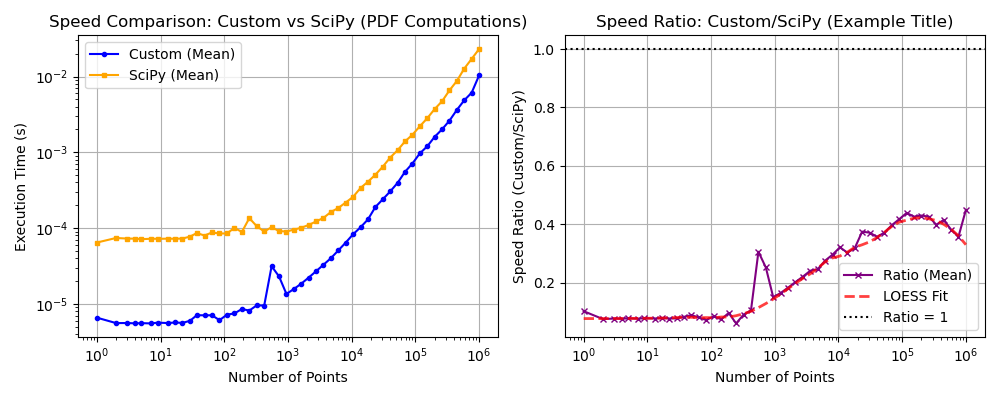 Speed Comparison: Custom vs SciPy (PDF Computations)
Custom (Mean)
SciPy (Mean)
Execution Time (s)
10⁻²
10⁻³
10⁻⁴
10⁻⁵
10⁰ 10¹ 10² 10³ 10⁴ 10⁵ 10⁶
Number of Points
Speed Ratio: Custom/SciPy (Example Title)
Speed Ratio (Custom/SciPy)
1.0
0.8
0.6
0.4
0.2
Ratio (Mean)
LOESS Fit
Ratio = 1
10⁰ 10¹ 10² 10³ 10⁴ 10⁵ 10⁶
Number of Points